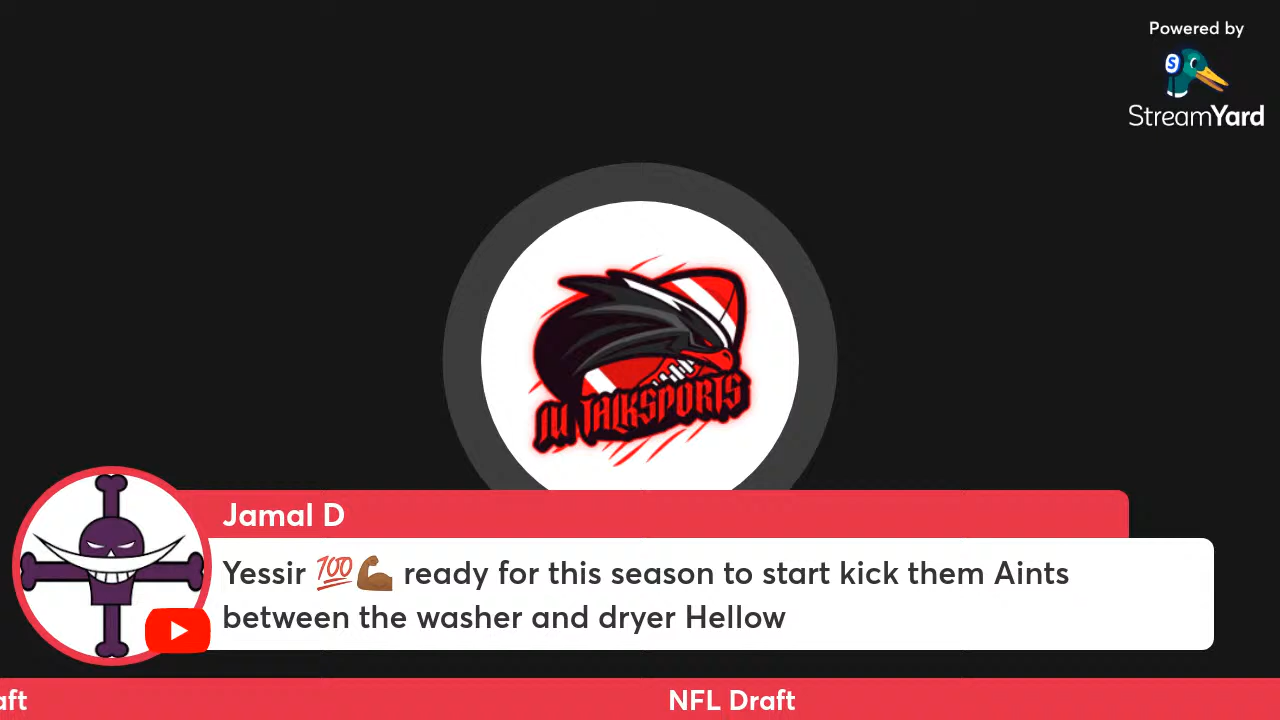 Powered by
StreamYard
TALKSPORTS
Jamal D
Yessir 💯💪🏾 ready for this season to start kick them Aints
between the washer and dryer Hellow
aft
NFL Draft